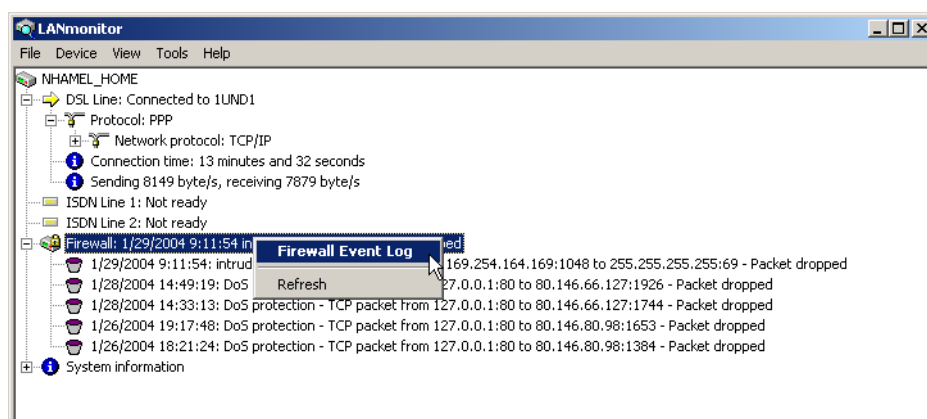 LANmonitor
File Device View Tools Help
NHAMEL_HOME
DSL Line: Connected to 1UND1
Protocol: PPP
Network protocol: TCP/IP
Connection time: 13 minutes and 32 seconds
Sending 8149 byte/s, receiving 7879 byte/s
ISDN Line 1: Not ready
ISDN Line 2: Not ready
Firewall: 1/29/2004 9:11:54 in
Firewall Event Log
Refresh
1/29/2004 9:11:54: intrud 169.254.164.169:1048 to 255.255.255.255:69 - Packet dropped
1/28/2004 14:49:19: DoS 27.0.0.1:80 to 80.146.66.127:1926 - Packet dropped
1/28/2004 14:33:13: DoS protection - TCP packet from 127.0.0.1:80 to 80.146.66.127:1744 - Packet dropped
1/26/2004 19:17:48: DoS protection - TCP packet from 127.0.0.1:80 to 80.146.80.98:1653 - Packet dropped
1/26/2004 18:21:24: DoS protection - TCP packet from 127.0.0.1:80 to 80.146.80.98:1384 - Packet dropped
System information